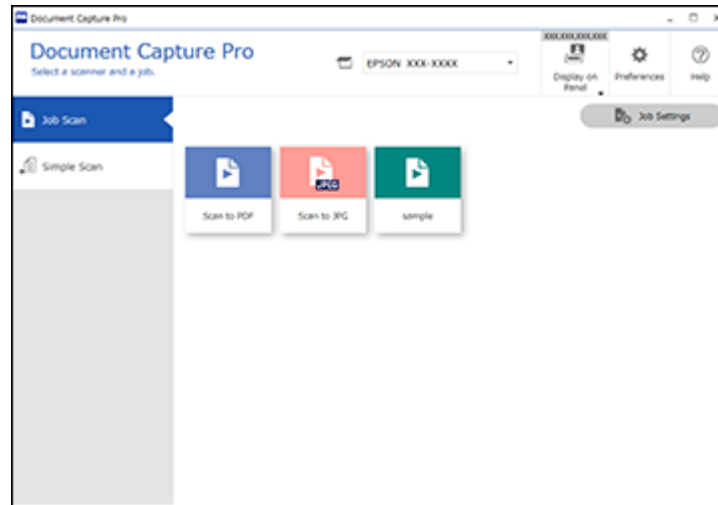 Document Capture Pro
Document Capture Pro
Select a scanner and a job.
EPSON XXX-XXXX
XXX.XXX.XXX.XXX
Display on
Panel
Preferences
Help
Job Scan
Job Settings
Simple Scan
JPEG
Scan to PDF
Scan to JPG
sample